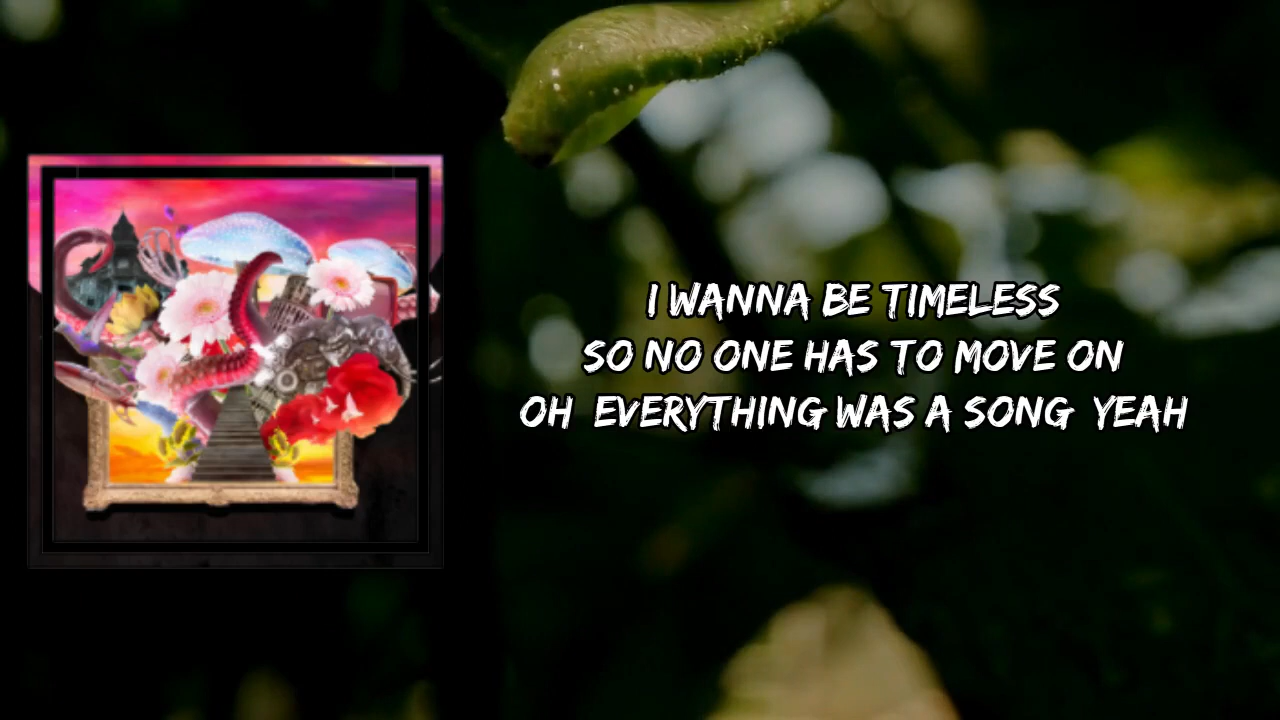 I WANNA BE TIMELESS
SO NO ONE HAS TO MOVE ON
OH  EVERYTHING WAS A SONG  YEAH